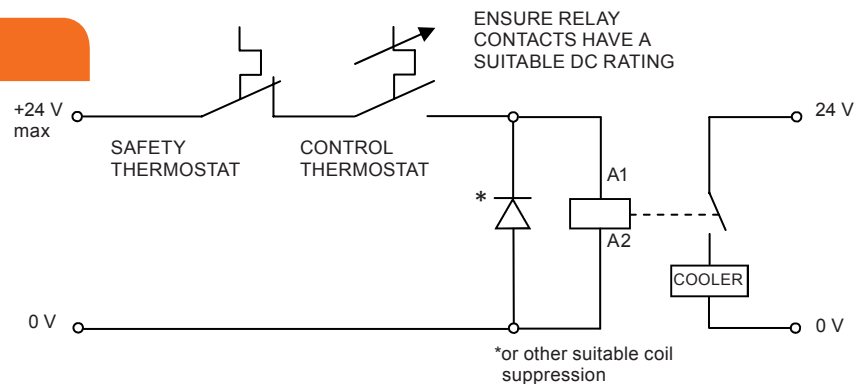 ENSURE RELAY
CONTACTS HAVE A
SUITABLE DC RATING
+24 V
max
24 V
SAFETY
THERMOSTAT
CONTROL
THERMOSTAT
A1
*
A2
COOLER
0 V
0 V
*or other suitable coil
suppression